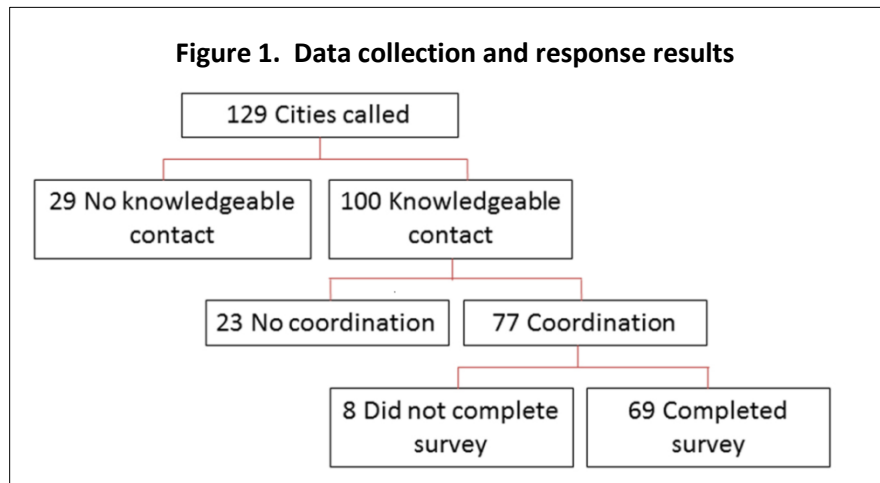 Figure 1.  Data collection and response results
129 Cities called
29 No knowledgeable
contact
100 Knowledgeable
contact
23 No coordination
77 Coordination
8 Did not complete
survey
69 Completed
survey